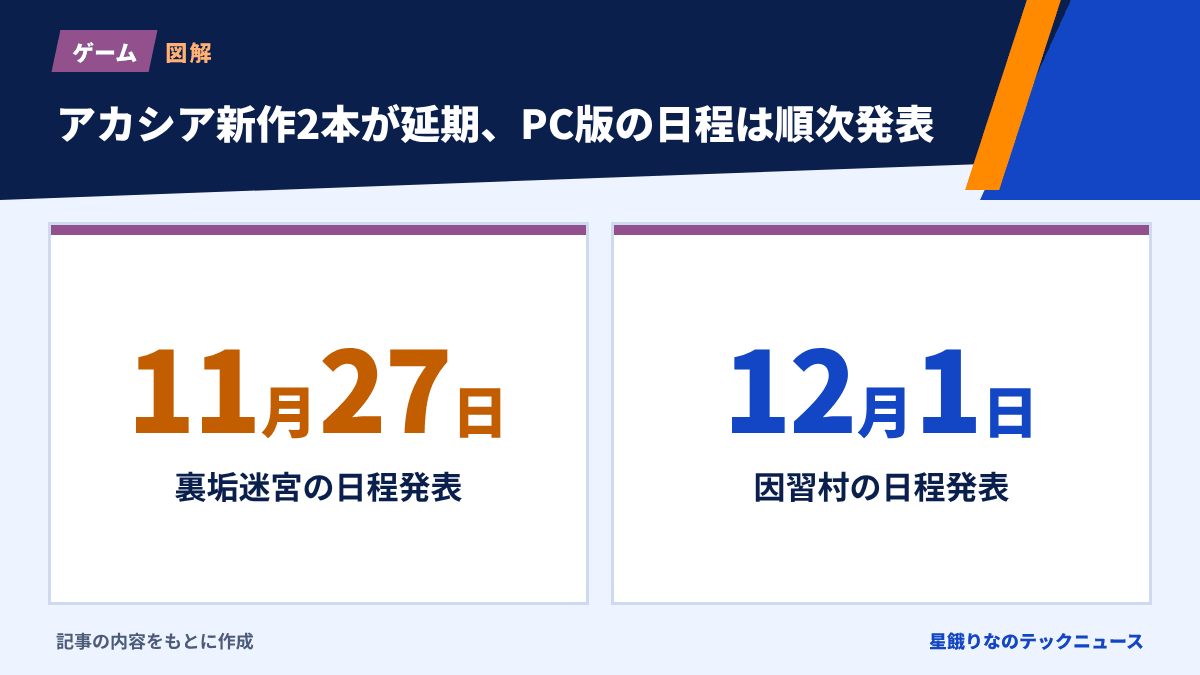 ゲーム 図解
アカシア新作2本が延期、PC版の日程は順次発表
11月27日
裏垢迷宮の日程発表
12月1日
因習村の日程発表
記事の内容をもとに作成
星餓りなのテックニュース